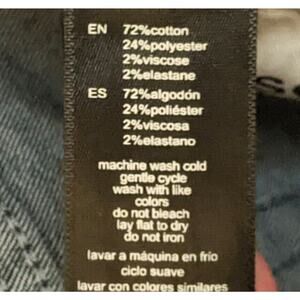 EN 72%cotton
24%polyester
2%viscose
2%elastane
ES 72%algodón
24%poliéster
2%viscosa
2%elastano
machine wash cold
gentle cycle
wash with like
colors
do not bleach
lay flat to dry
do not iron
lavar a máquina en frío
ciclo suave
lavar con colores similares